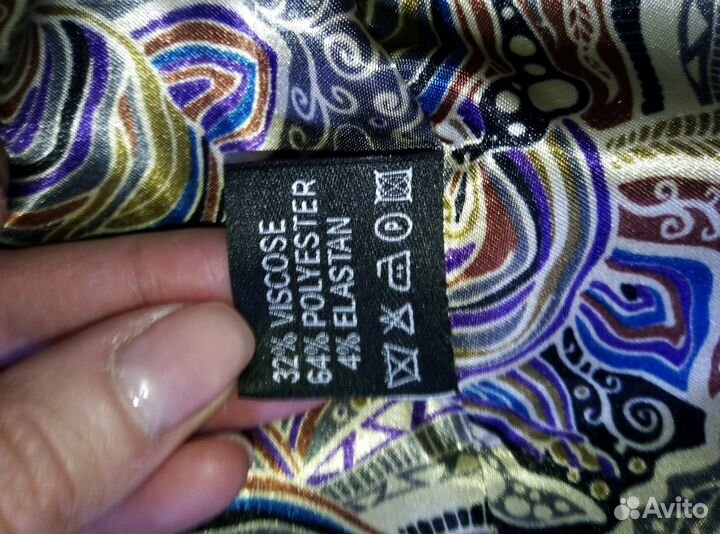 32% VISCOSE
64% POLYESTER
4% ELASTAN
Avito